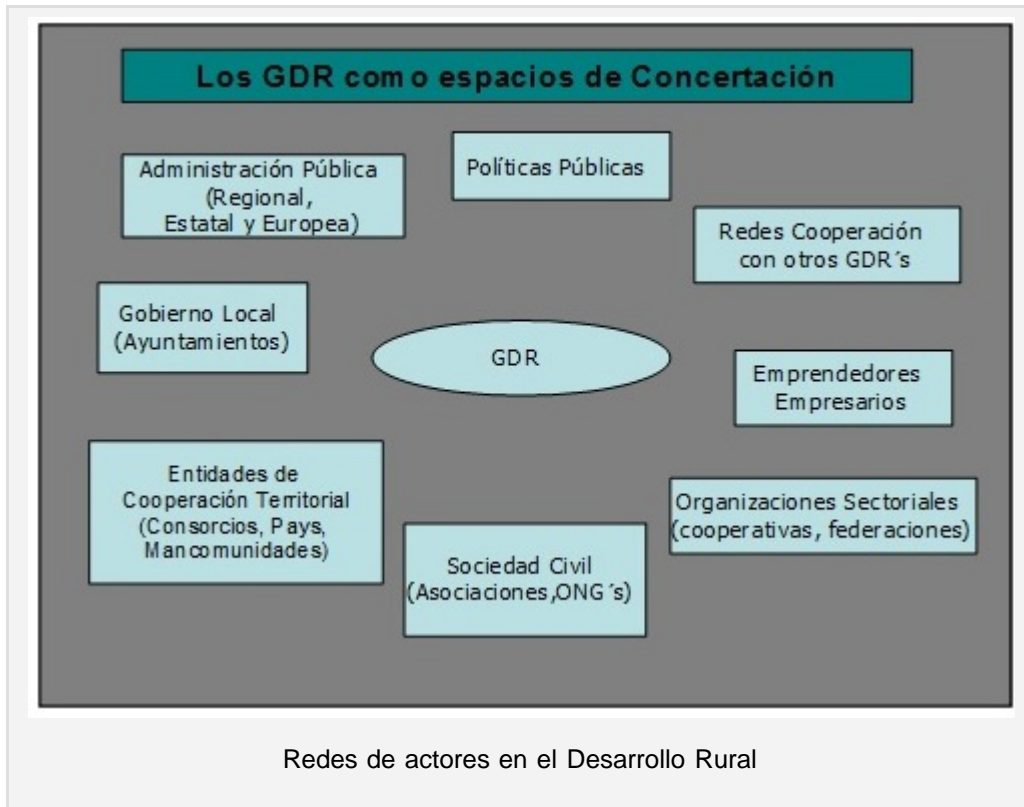 Los GDR como espacios de Concertación
Políticas Públicas
Administración Pública
(Regional,
Estatal y Europea)
Redes Cooperación
con otros GDR´s
Gobierno Local
(Ayuntamientos)
GDR
Emprendedores
Empresarios
Entidades de
Cooperación Territorial
(Consorcios, Pays,
Mancomunidades)
Organizaciones Sectoriales
(cooperativas, federaciones)
Sociedad Civil
(Asociaciones,ONG´s)
Redes de actores en el Desarrollo Rural